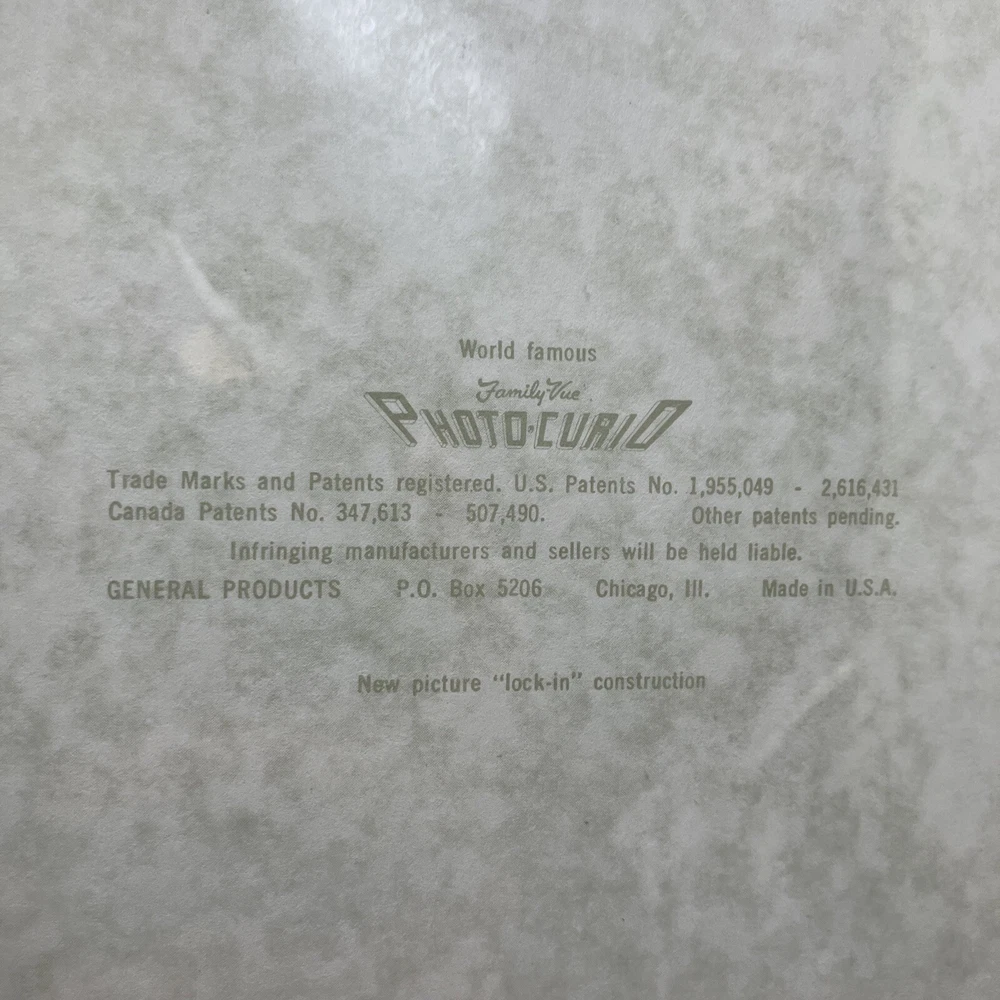 World famous
Family-Vue
PHOTO·CURIO
Trade Marks and Patents registered. U.S. Patents No. 1,955,049 - 2,616,431
Canada Patents No. 347,613 - 507,490. Other patents pending.
Infringing manufacturers and sellers will be held liable.
GENERAL PRODUCTS P.O. Box 5206 Chicago, Ill. Made in U.S.A.
New picture “lock-in” construction